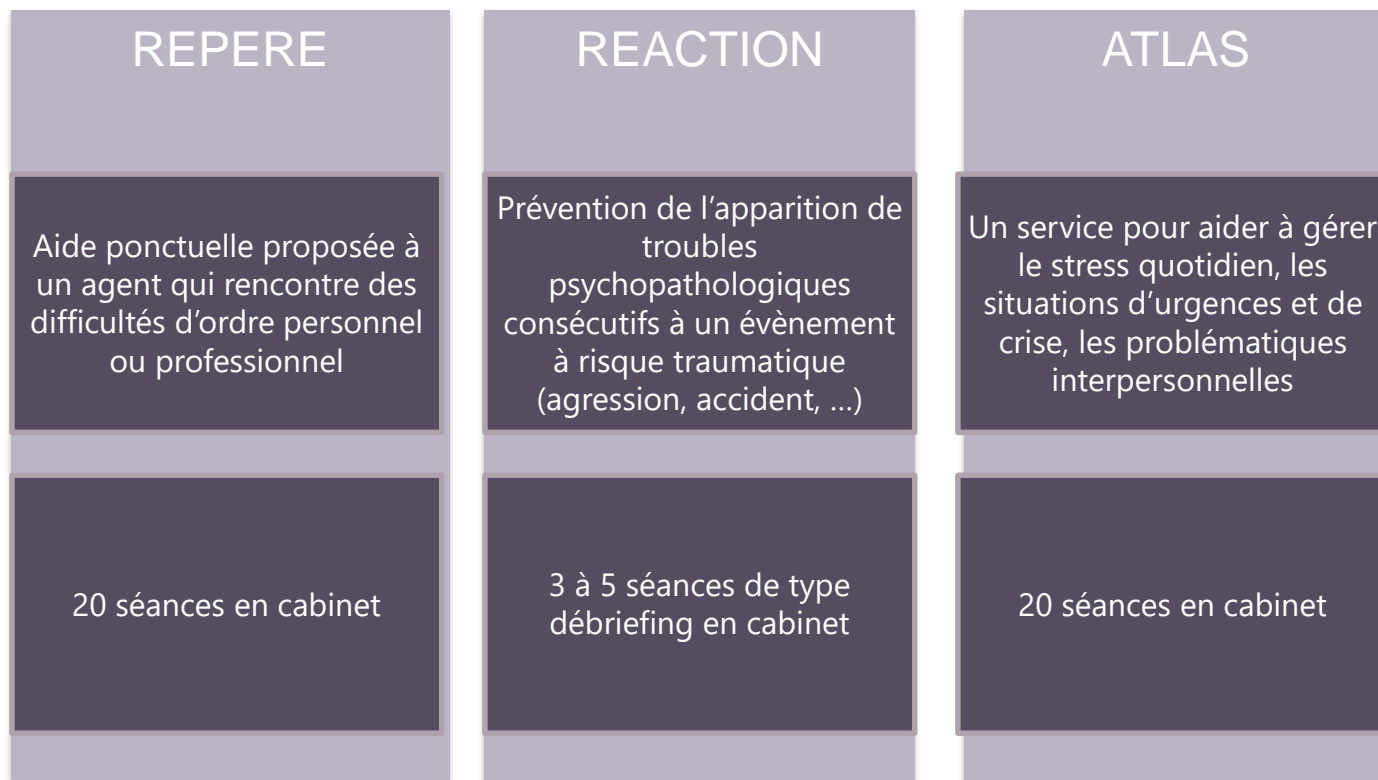 REPERE
Aide ponctuelle proposée à
un agent qui rencontre des
difficultés d’ordre personnel
ou professionnel
20 séances en cabinet
REACTION
Prévention de l’apparition de
troubles
psychopathologiques
consécutifs à un évènement
à risque traumatique
(agression, accident, …)
3 à 5 séances de type
débriefing en cabinet
ATLAS
Un service pour aider à gérer
le stress quotidien, les
situations d’urgences et de
crise, les problématiques
interpersonnelles
20 séances en cabinet